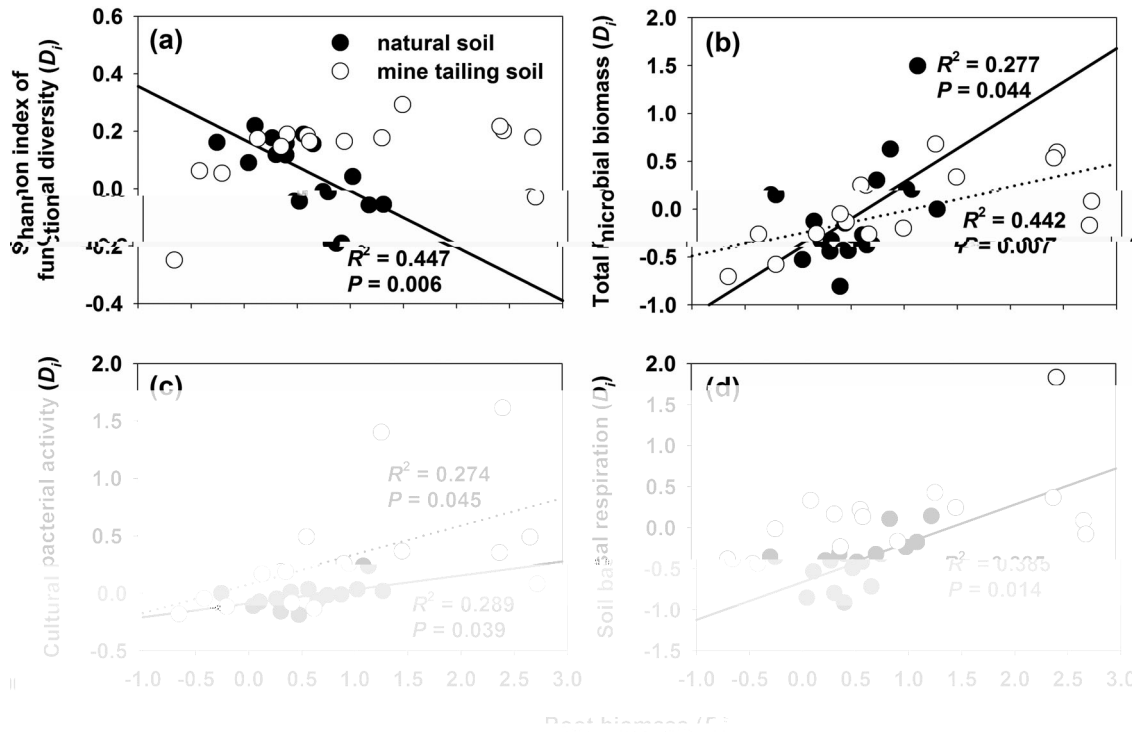 (a)
natural soil
mine tailing soil
Shannon index of
functional diversity (Di)
0.6
0.4
0.2
0.0
-0.2
-0.4
R² = 0.447
P = 0.006
(b)
Total microbial biomass (Di)
2.0
1.5
1.0
0.5
0.0
-0.5
-1.0
R² = 0.277
P = 0.044
R² = 0.442
P = 0.007
(c)
Cultural bacterial activity (Di)
2.0
1.5
1.0
0.5
0.0
-0.5
R² = 0.274
P = 0.045
R² = 0.289
P = 0.039
-1.0 -0.5 0.0 0.5 1.0 1.5 2.0 2.5 3.0
(d)
Soil basal respiration (Di)
2.0
1.5
0.5
0.0
-0.5
-1.0
-1.5
R² = 0.385
P = 0.014
-1.0 -0.5 0.0 0.5 1.0 1.5 2.0 2.5 3.0